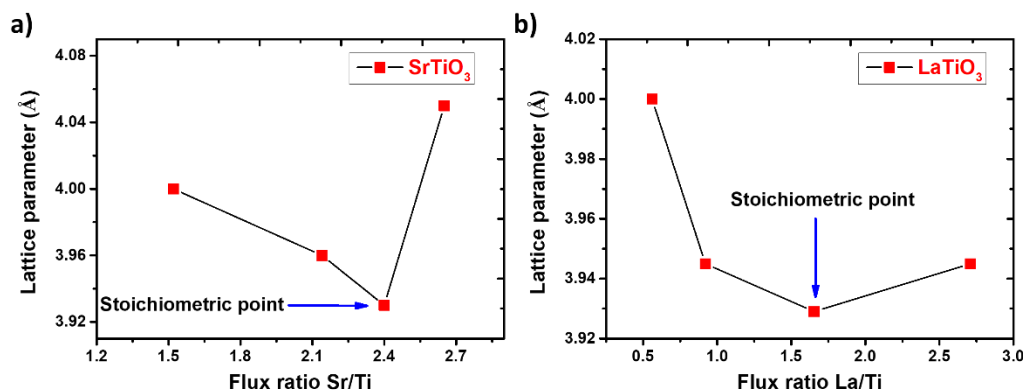 a)
Lattice parameter (Å)
4.08
4.04
4.00
3.96
3.92
SrTiO₃
Stoichiometric point
1.2 1.5 1.8 2.1 2.4 2.7
Flux ratio Sr/Ti
b)
Lattice parameter (Å)
4.02
4.00
3.98
3.96
3.94
3.92
LaTiO₃
Stoichiometric point
0.5 1.0 1.5 2.0 2.5 3.0
Flux ratio La/Ti